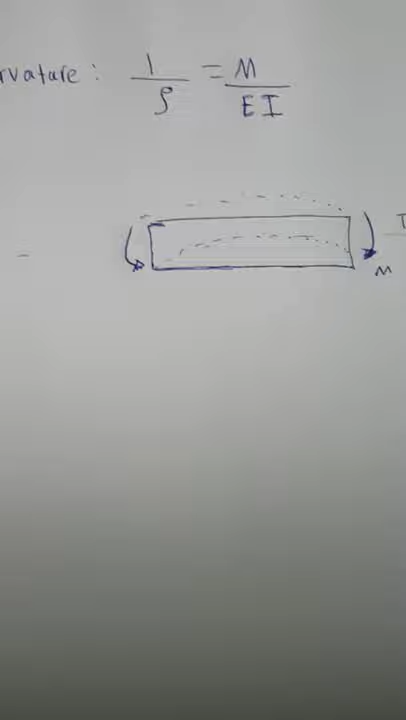 rvature: 1/ρ = M/EI
M